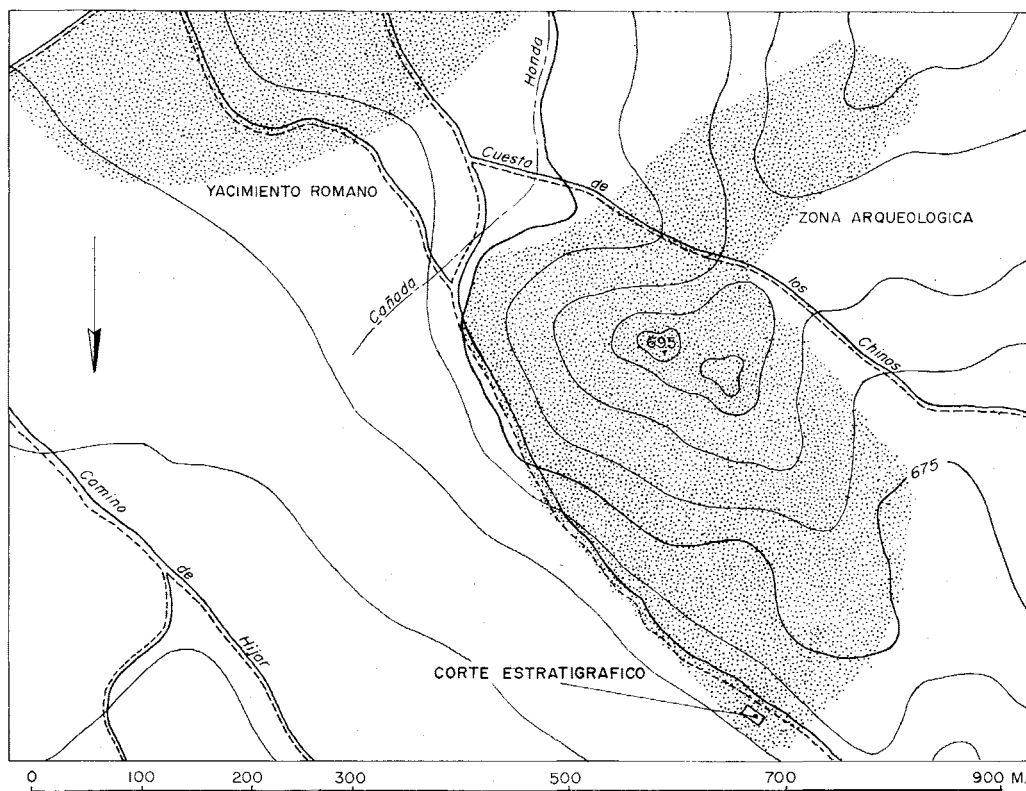 Honda
Cuesta
de
los
Chinos
YACIMIENTO ROMANO
ZONA ARQUEOLOGICA
Cañada
695
675
Camino
de
Hijar
CORTE ESTRATIGRAFICO
0 100 200 300 500 700 900 M.